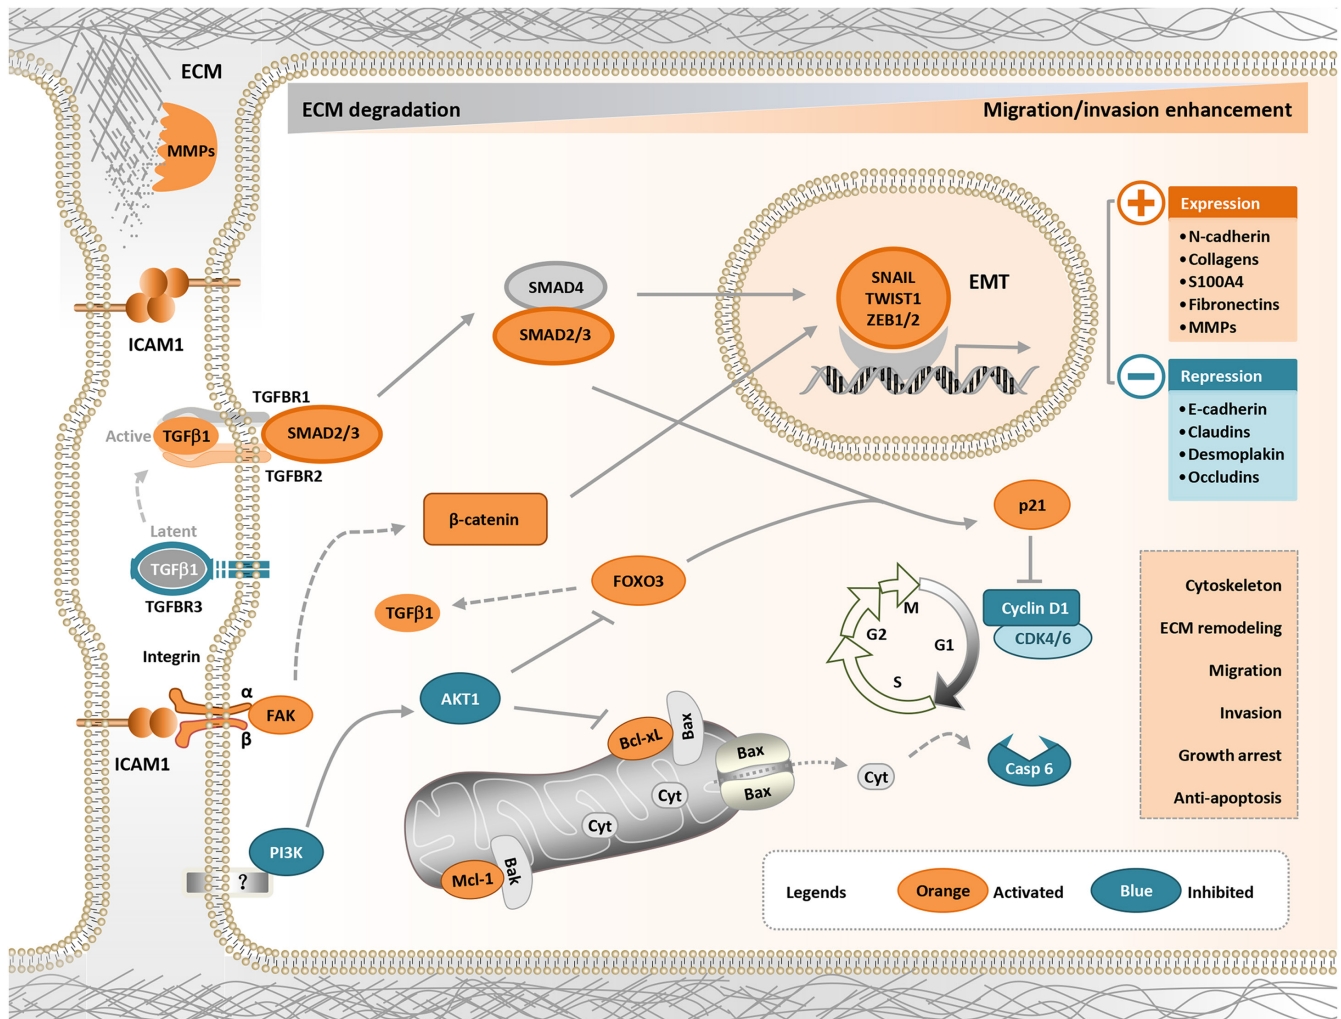 ECM
MMPs
ECM degradation
Migration/invasion enhancement
ICAM1
SMAD4
SMAD2/3
SNAIL
TWIST1
ZEB1/2
EMT
Expression
•N-cadherin
•Collagens
•S100A4
•Fibronectins
•MMPs
Repression
•E-cadherin
•Claudins
•Desmoplakin
•Occludins
TGFBR1
Active
TGFβ1
SMAD2/3
TGFBR2
Latent
TGFβ1
TGFBR3
β-catenin
FOXO3
TGFβ1
p21
Cyclin D1
CDK4/6
M
G2
G1
S
Integrin
α
FAK
β
ICAM1
AKT1
Bcl-xL
Bax
Bax
Bax
Cyt
Cyt
Cyt
Casp 6
PI3K
?
Mcl-1
Bak
Cytoskeleton
ECM remodeling
Migration
Invasion
Growth arrest
Anti-apoptosis
Legends
Orange
Activated
Blue
Inhibited